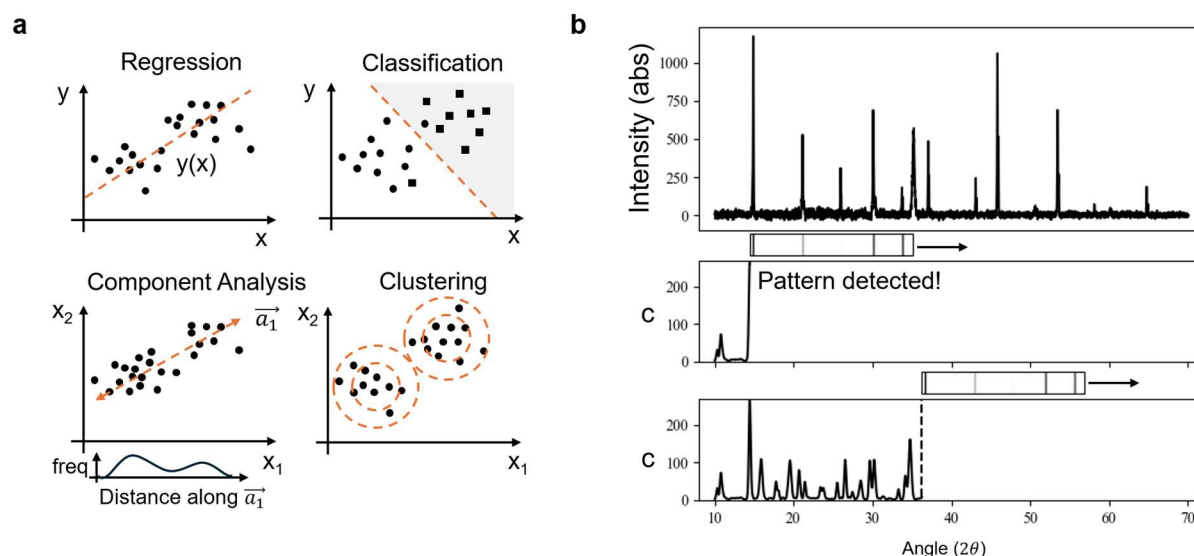 a
Regression
y
y(x)
x
Classification
y
x
Component Analysis
x₂
a₁
x₁
freq
Distance along a₁
Clustering
x₂
x₁
b
Intensity (abs)
1000
750
500
250
0
Pattern detected!
C
200
100
0
C
200
100
0
10 20 30 40 50 60 70
Angle (2θ)